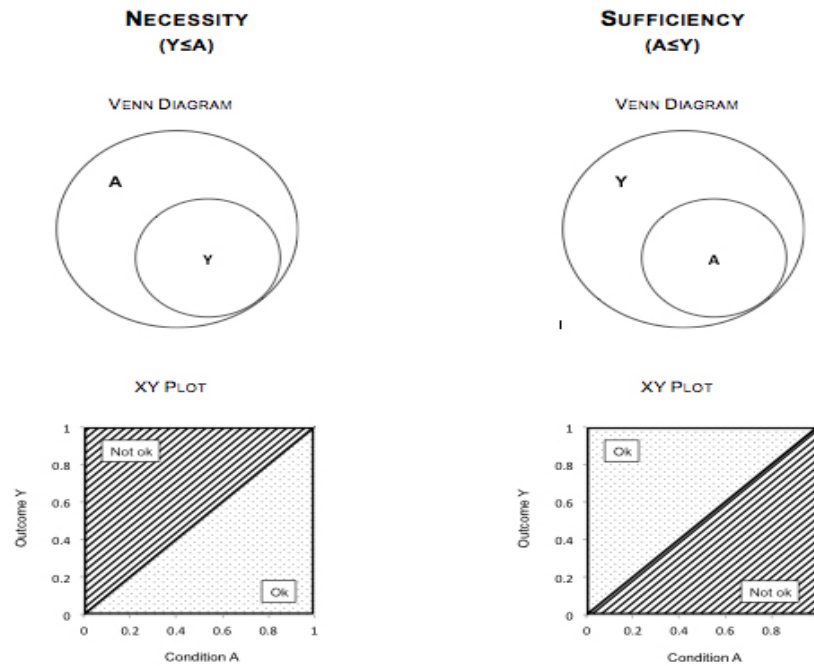 NECESSITY
(Y≤A)
VENN DIAGRAM
A
Y
XY PLOT
Outcome Y
1
0.8
0.6
0.4
0.2
0
Not ok
Ok
0
0.2
0.4
0.6
0.8
1
Condition A
SUFFICIENCY
(A≤Y)
VENN DIAGRAM
Y
A
I
XY PLOT
Outcome Y
1
0.8
0.6
0.4
0.2
0
Ok
Not ok
0
0.2
0.4
0.6
0.8
Condition A